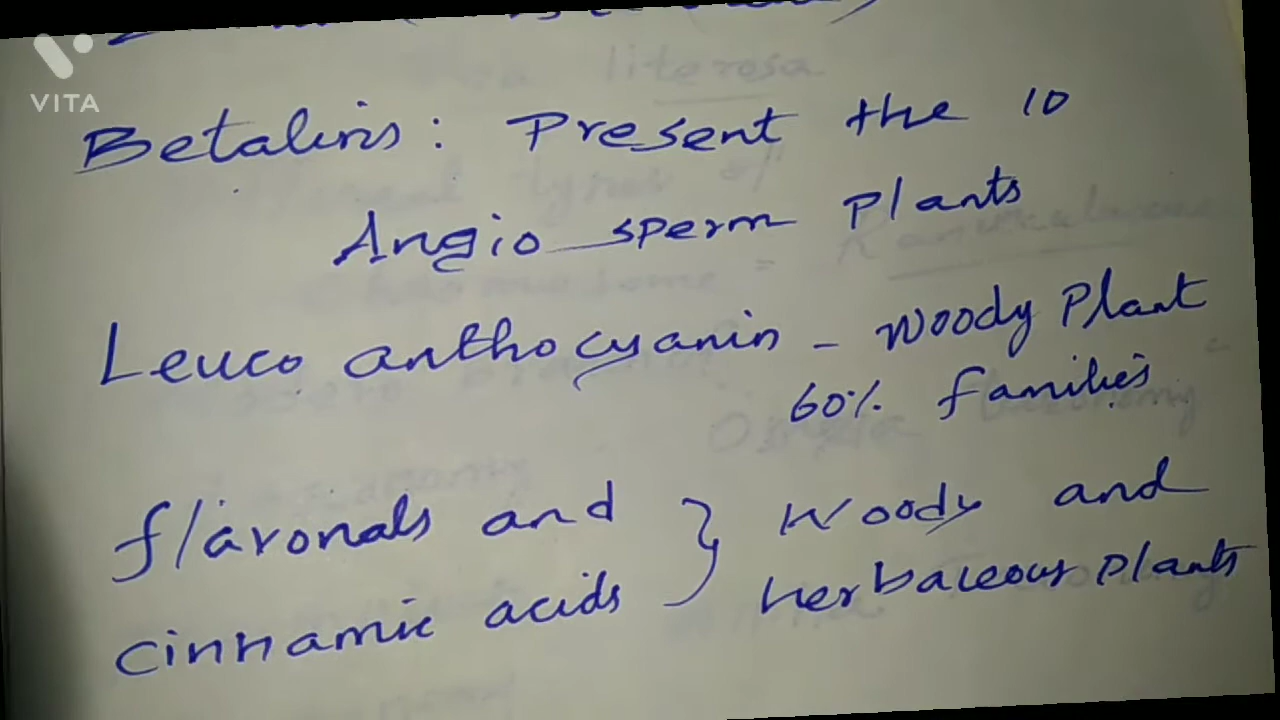 VITA
Betalins: Present the 10
Angio sperm Plants
Leuco anthocyanin - Woody Plant
60% families
flavonals and } Woody and
cinnamic acids } herbaceous plants